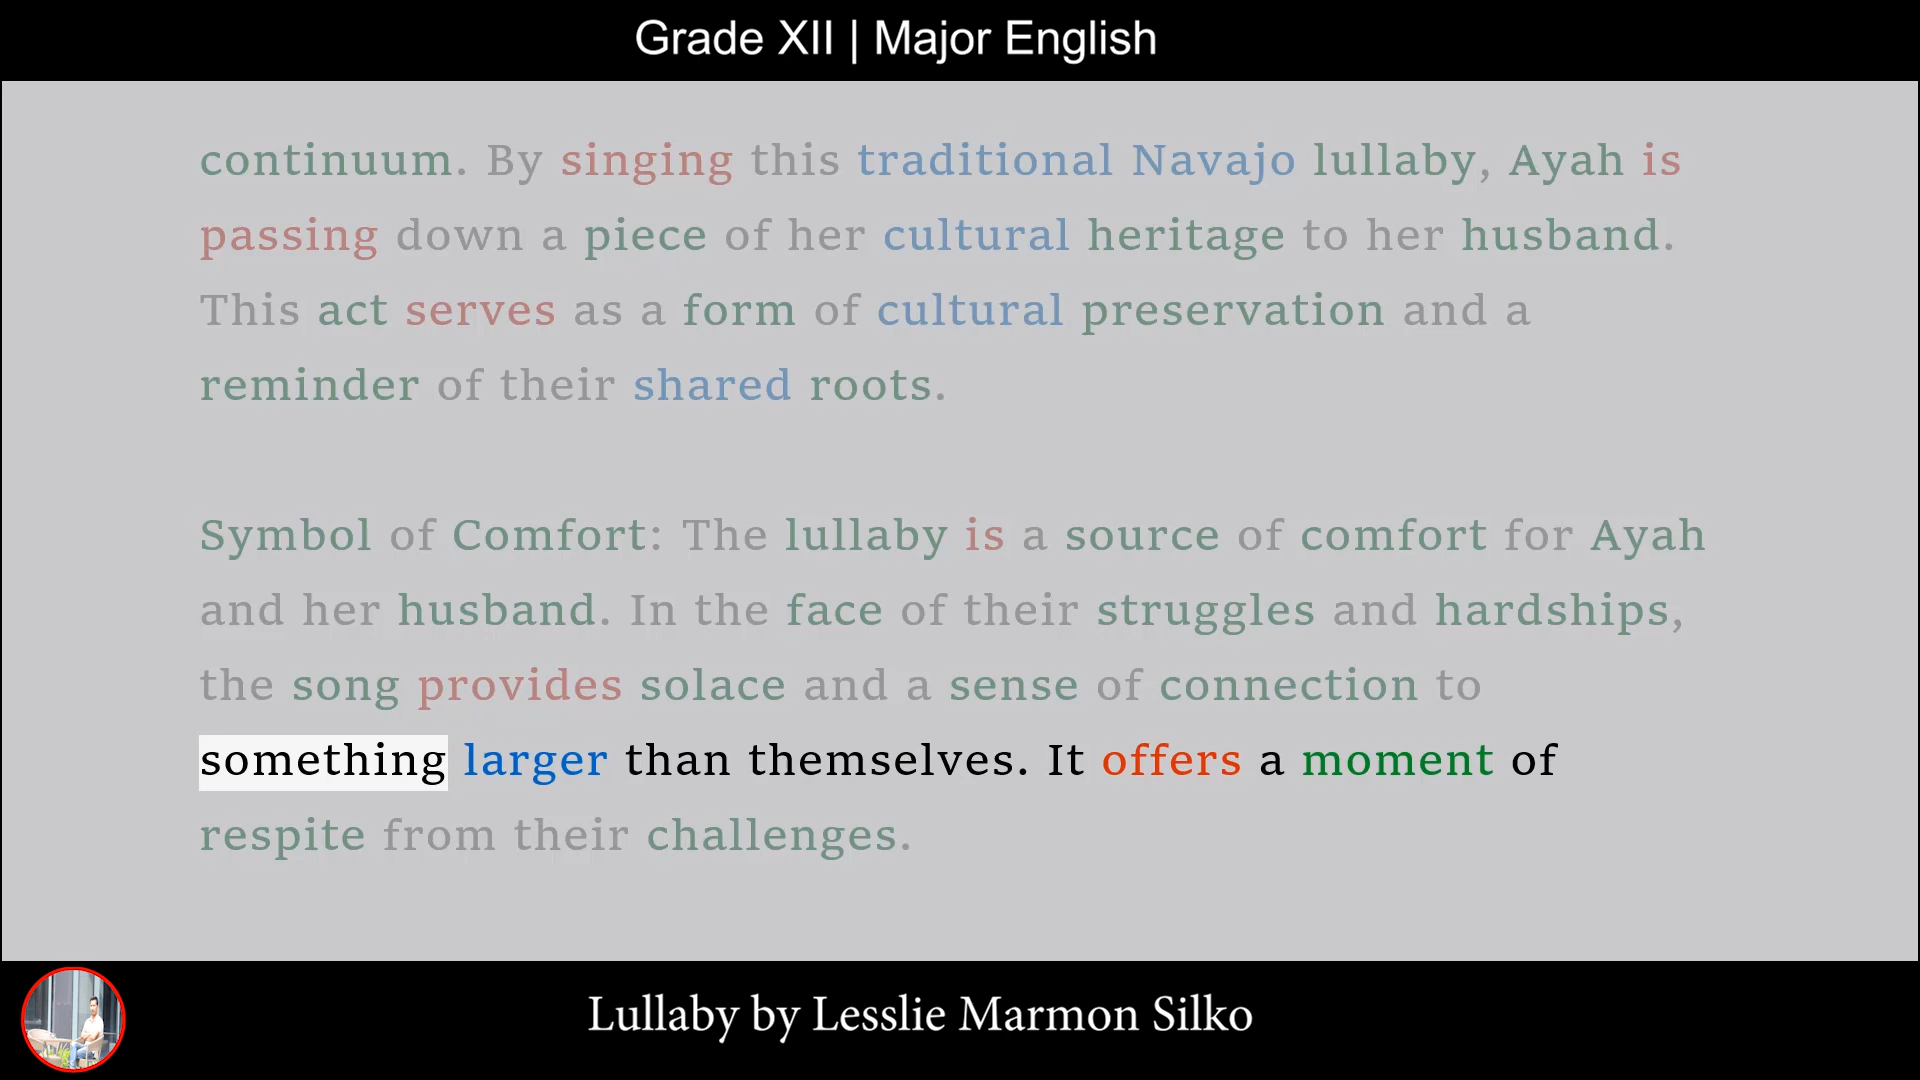 Grade XII | Major English
continuum. By singing this traditional Navajo lullaby, Ayah is
passing down a piece of her cultural heritage to her husband.
This act serves as a form of cultural preservation and a
reminder of their shared roots.
Symbol of Comfort: The lullaby is a source of comfort for Ayah
and her husband. In the face of their struggles and hardships,
the song provides solace and a sense of connection to
something larger than themselves. It offers a moment of
respite from their challenges.
Lullaby by Lesslie Marmon Silko